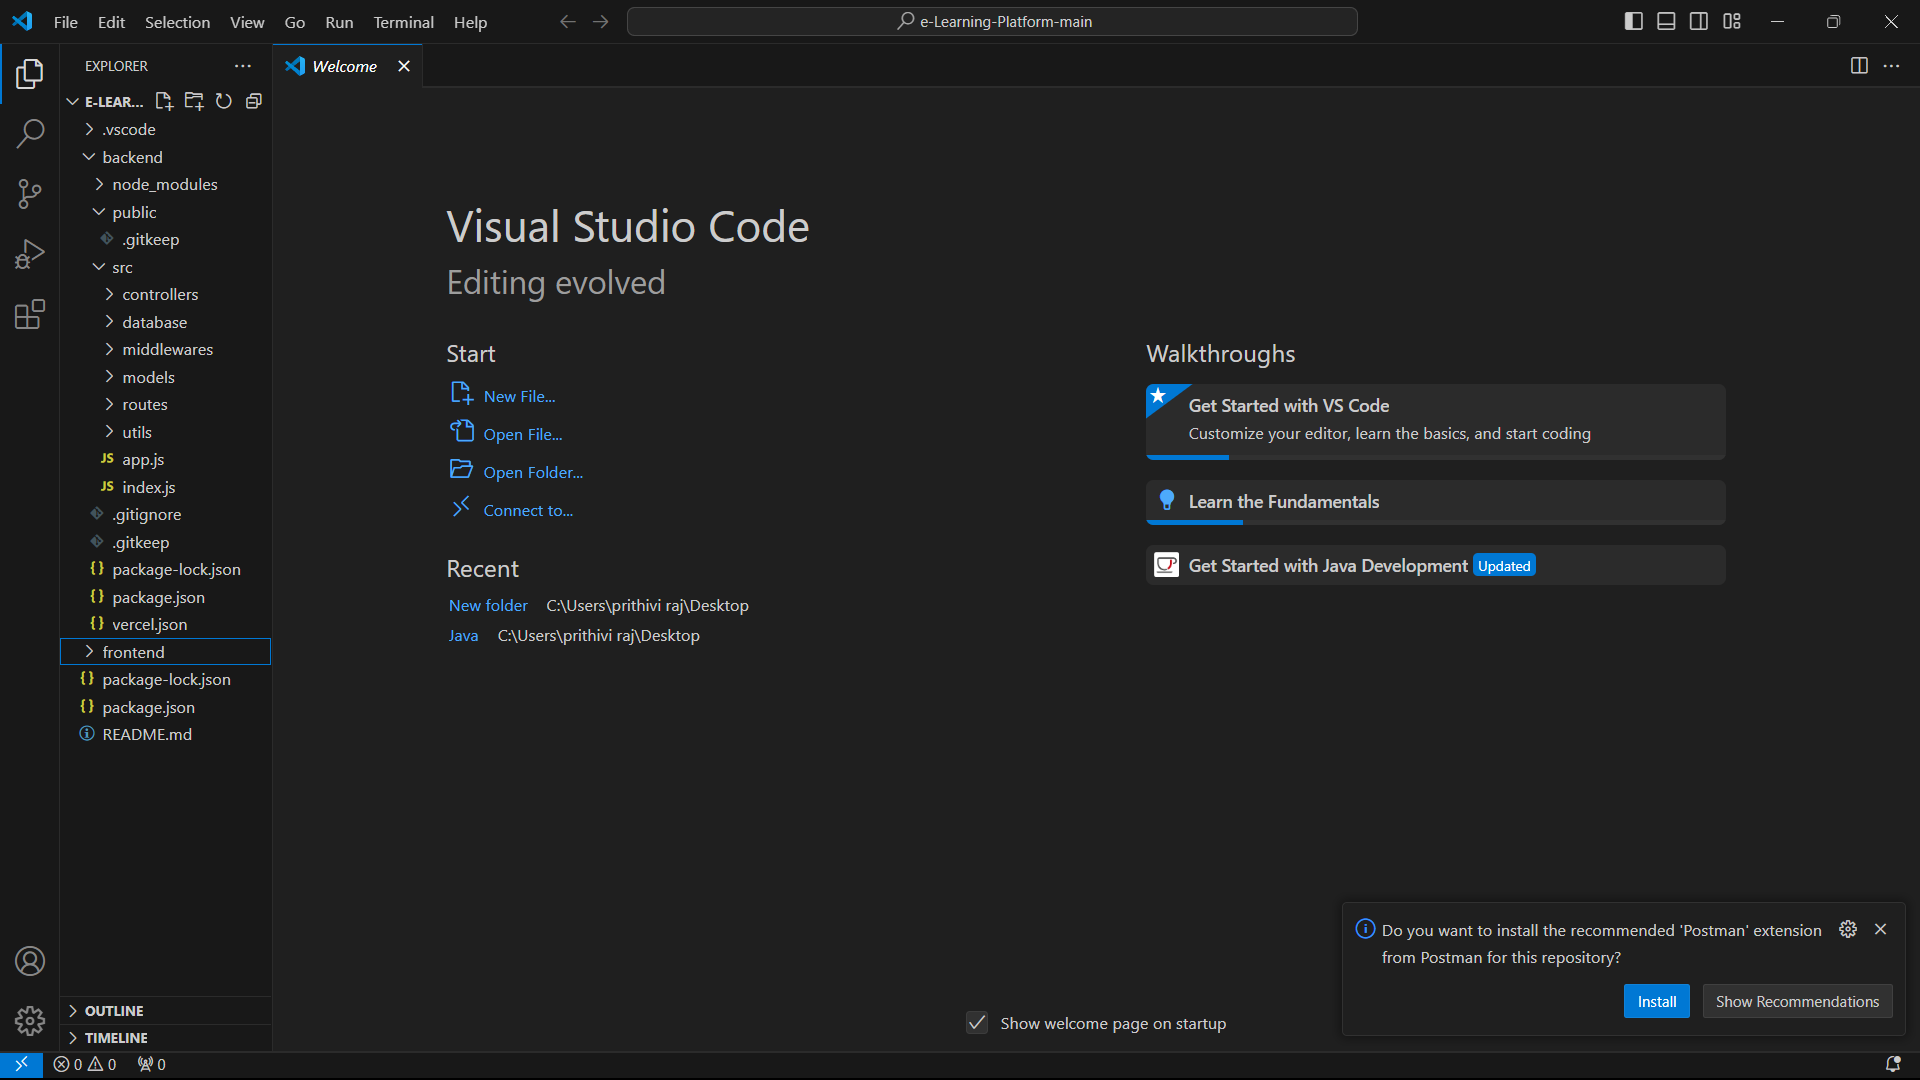 File Edit Selection View Go Run Terminal Help
e-Learning-Platform-main
EXPLORER
Welcome
E-LEAR...
.vscode
backend
node_modules
public
.gitkeep
src
controllers
database
middlewares
models
routes
utils
JS app.js
JS index.js
.gitignore
.gitkeep
{} package-lock.json
{} package.json
{} vercel.json
frontend
{} package-lock.json
{} package.json
README.md
OUTLINE
TIMELINE
Visual Studio Code
Editing evolved
Start
New File...
Open File...
Open Folder...
Connect to...
Recent
New folder C:\Users\prithivi raj\Desktop
Java C:\Users\prithivi raj\Desktop
Walkthroughs
Get Started with VS Code
Customize your editor, learn the basics, and start coding
Learn the Fundamentals
Get Started with Java Development Updated
Do you want to install the recommended 'Postman' extension
from Postman for this repository?
Install Show Recommendations
Show welcome page on startup
0 0 0